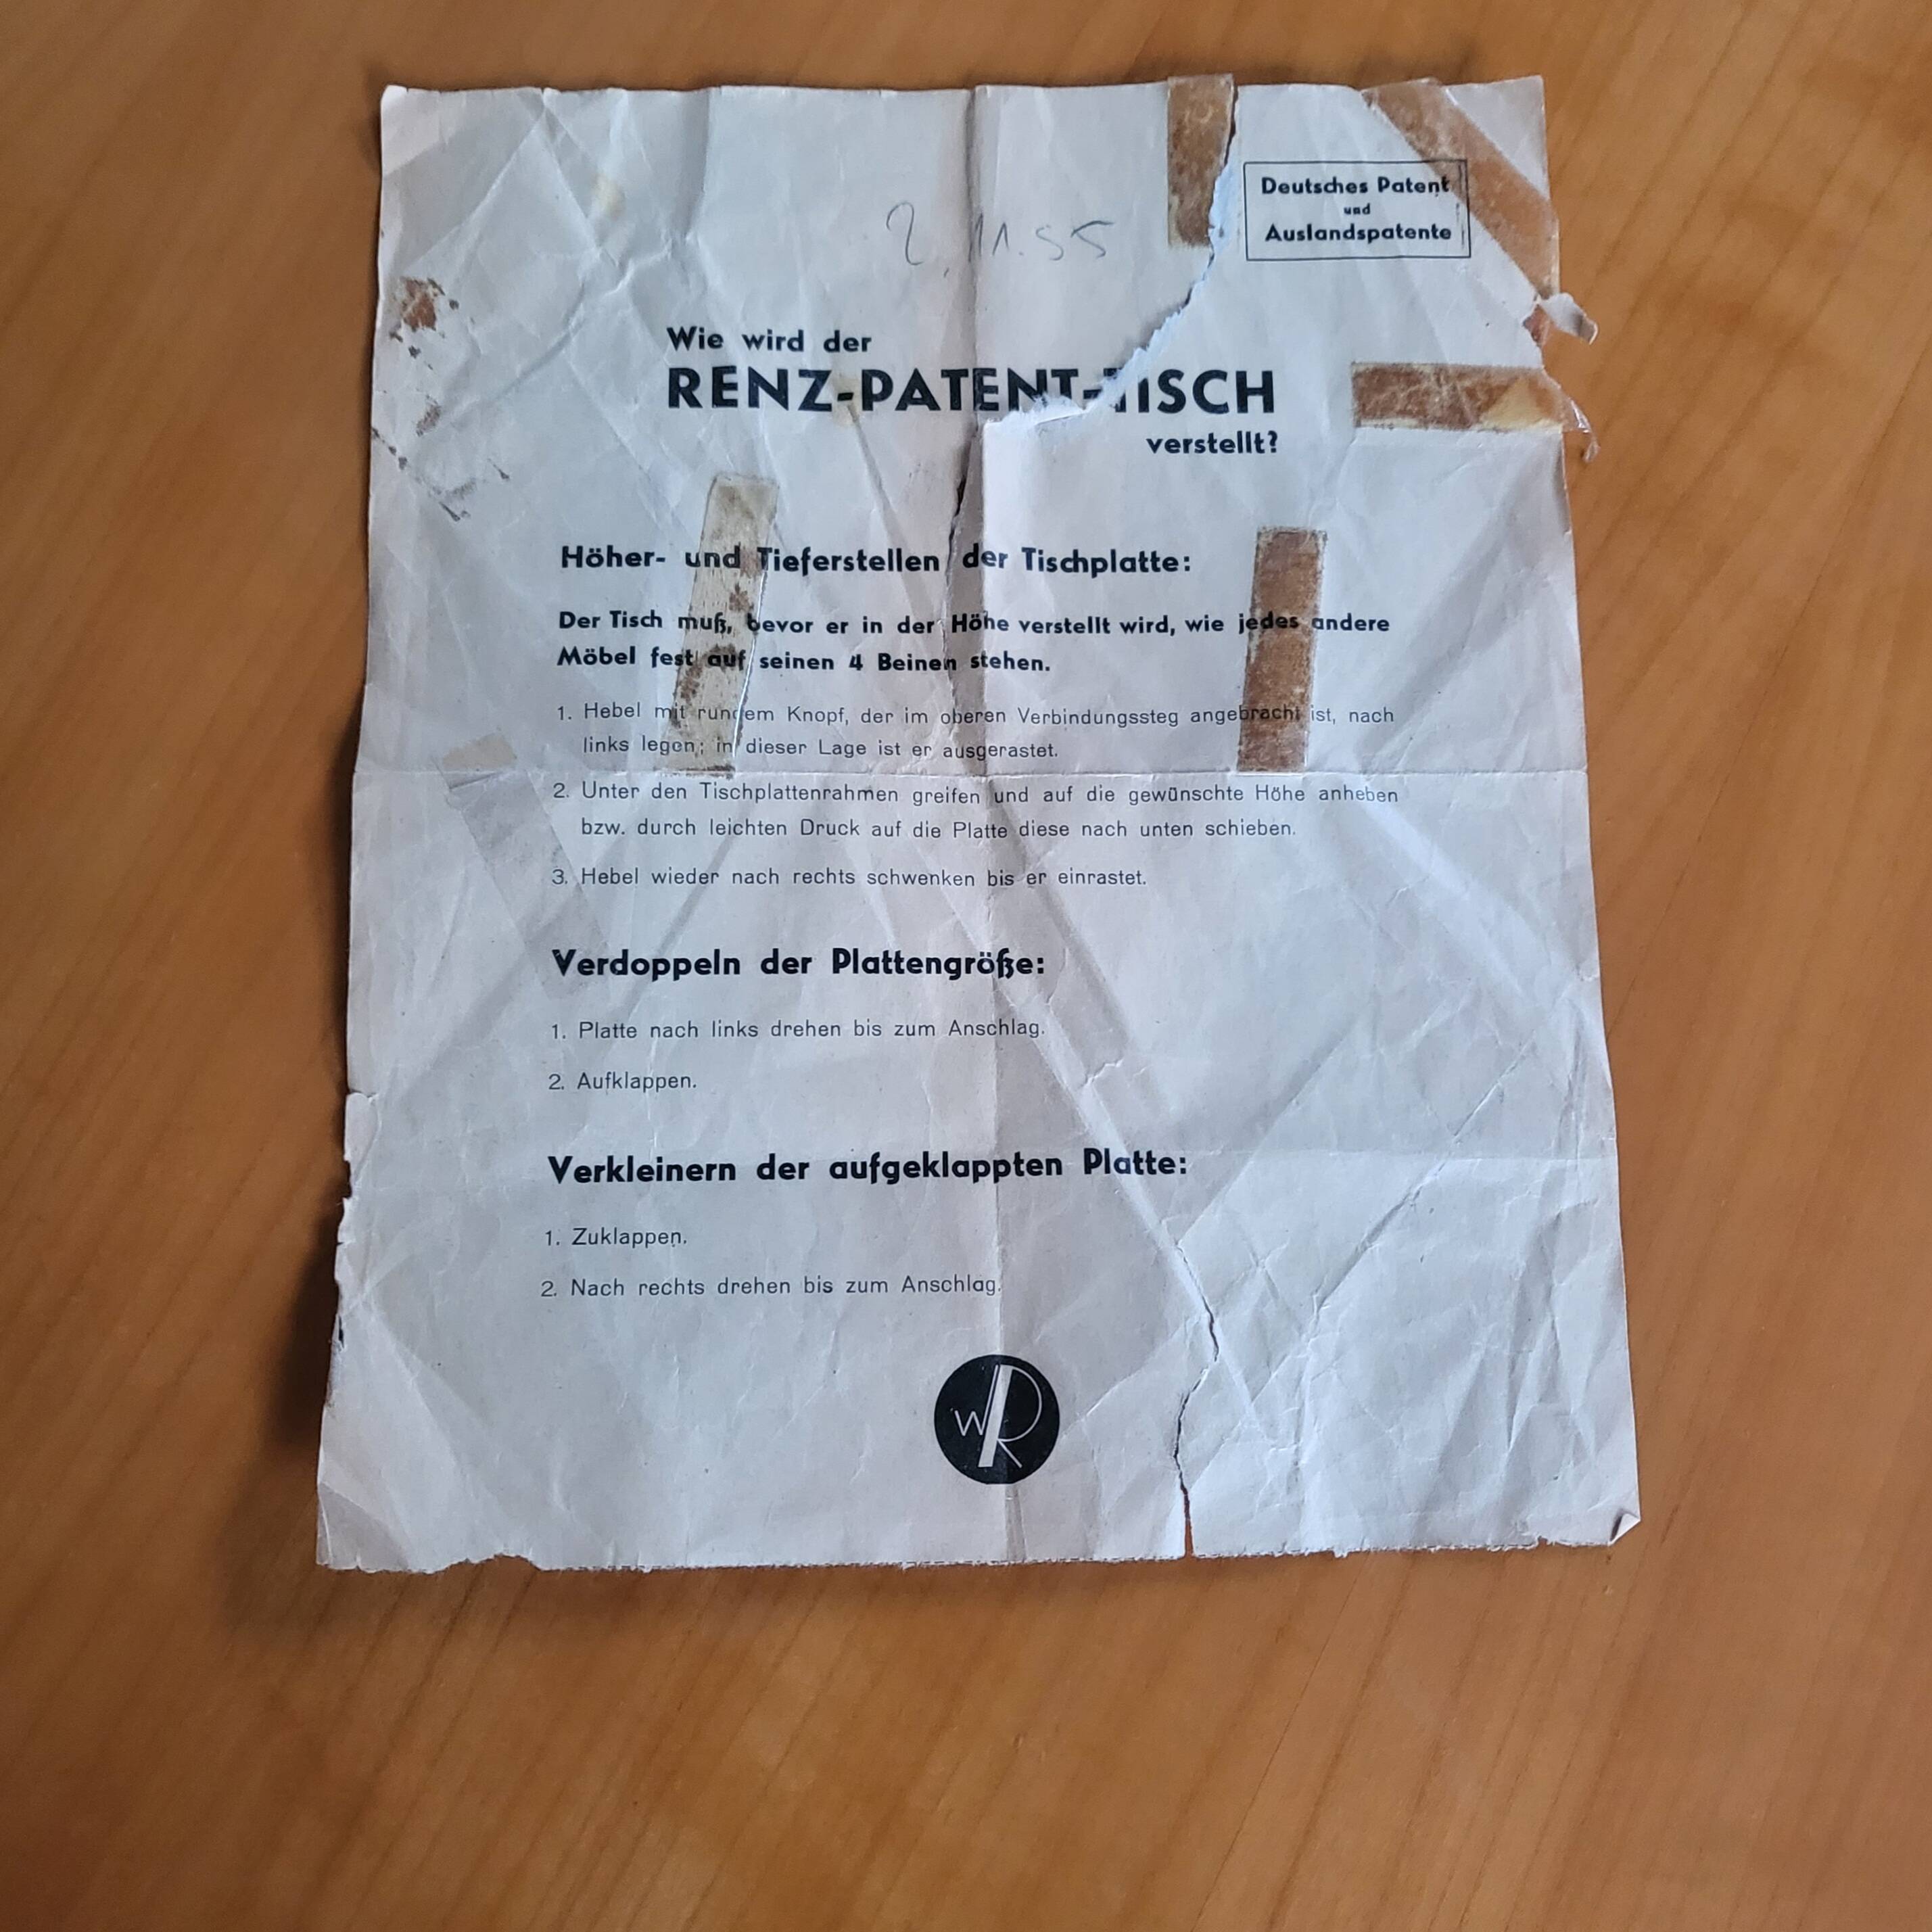 2.11.55
Deutsches Patent
und
Auslandspatente
Wie wird der
RENZ-PATENT-TISCH
verstellt?
Höher- und Tieferstellen der Tischplatte:
Der Tisch muß, bevor er in der Höhe verstellt wird, wie jedes andere
Möbel fest auf seinen 4 Beinen stehen.
1. Hebel mit rundem Knopf, der im oberen Verbindungssteg angebracht ist, nach
links legen; in dieser Lage ist er ausgerastet.
2. Unter den Tischplattenrahmen greifen und auf die gewünschte Höhe anheben
bzw. durch leichten Druck auf die Platte diese nach unten schieben.
3. Hebel wieder nach rechts schwenken bis er einrastet.
Verdoppeln der Plattengröße:
1. Platte nach links drehen bis zum Anschlag.
2. Aufklappen.
Verkleinern der aufgeklappten Platte:
1. Zuklappen.
2. Nach rechts drehen bis zum Anschlag.
WR